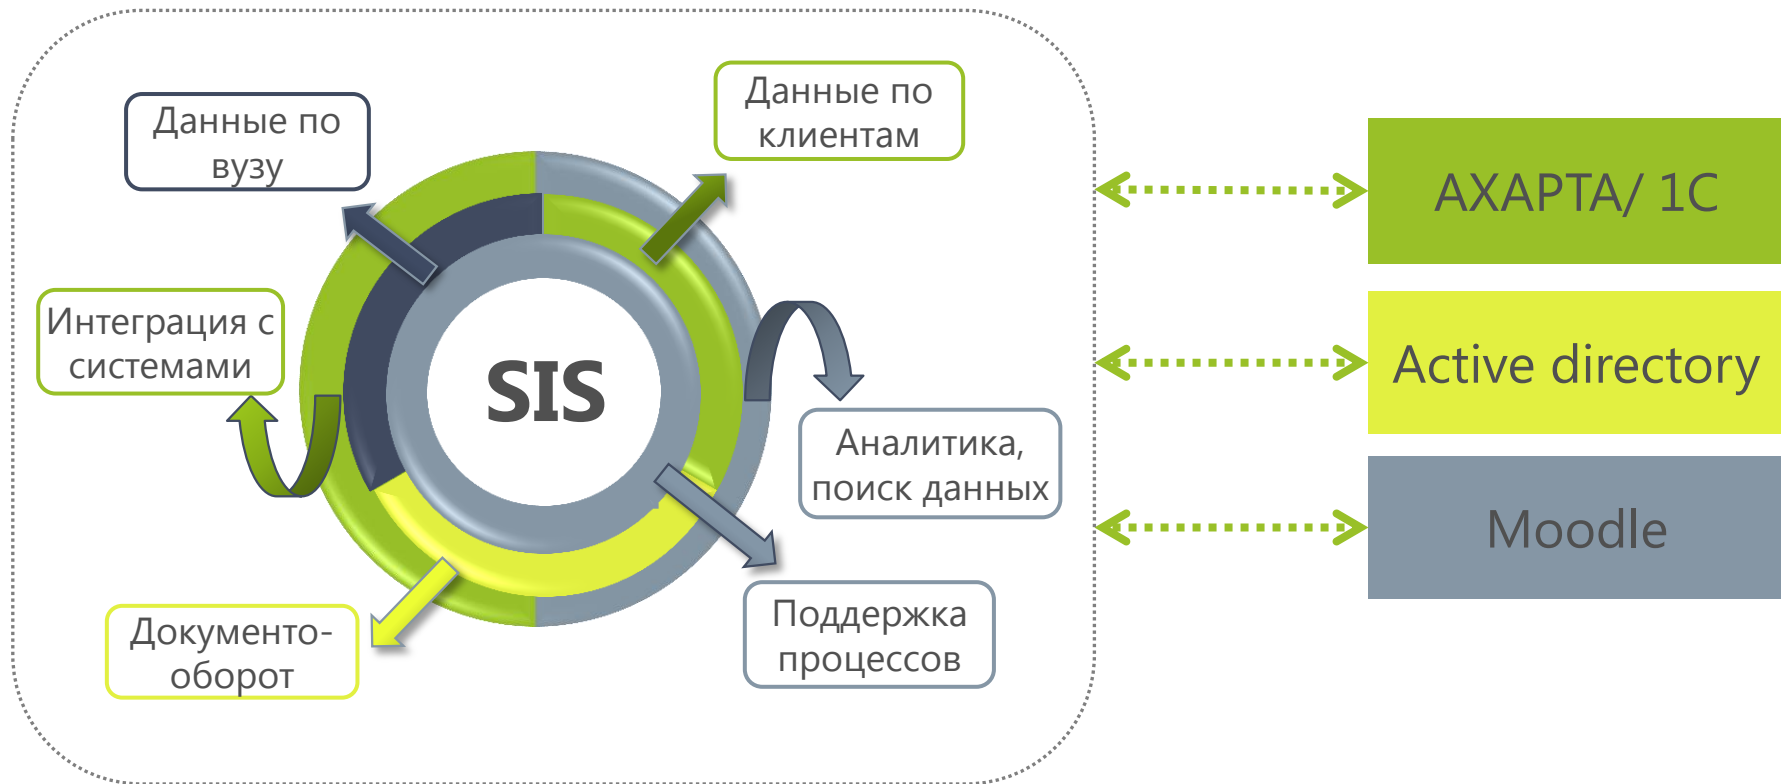 Данные по
вузу
Данные по
клиентам
Интеграция с
системами
SIS
Аналитика,
поиск данных
Документо-
оборот
Поддержка
процессов
AXAPTA/ 1C
Active directory
Moodle